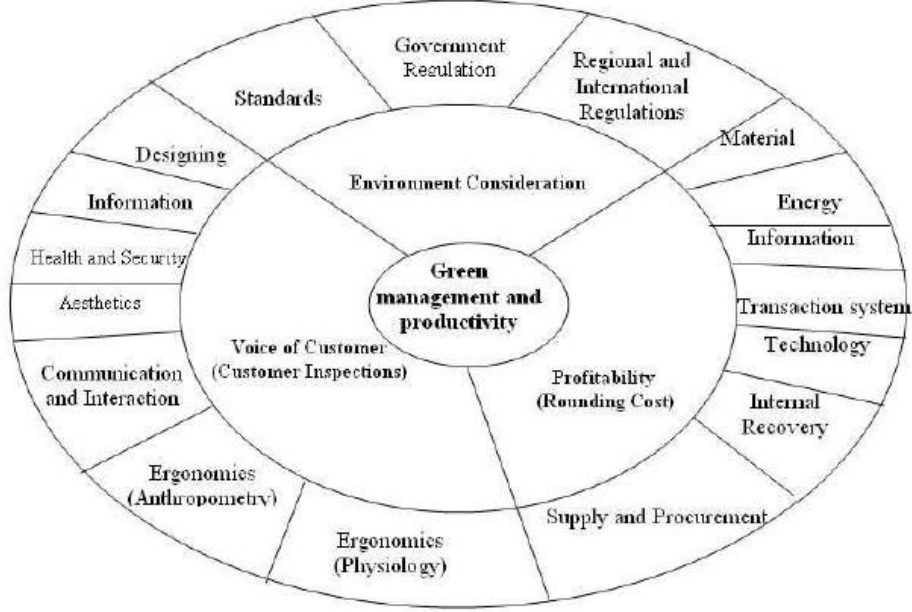 Government
Regulation
Regional and
International
Regulations
Standards
Material
Designing
Environment Consideration
Energy
Information
Information
Health and Security
Green
management and
productivity
Aesthetics
Transaction system
Voice of Customer
(Customer Inspections)
Technology
Communication
and Interaction
Profitability
(Rounding Cost)
Internal
Recovery
Ergonomics
(Anthropometry)
Supply and Procurement
Ergonomics
(Physiology)